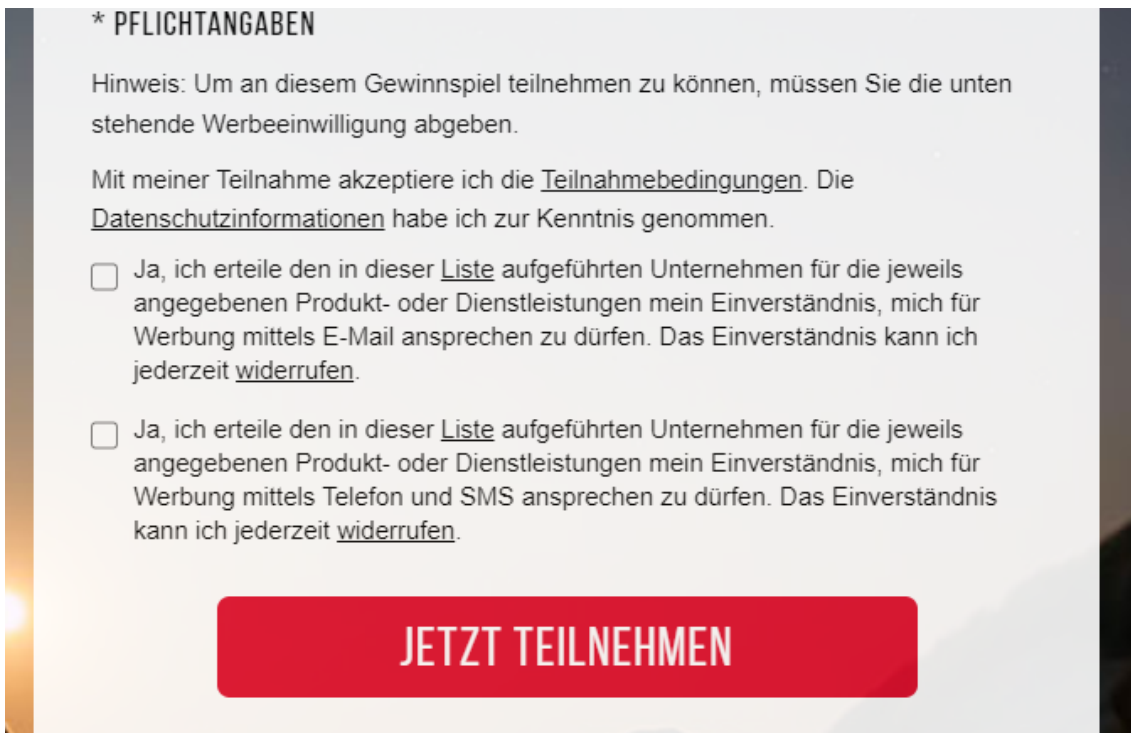 * PFLICHTANGABEN
Hinweis: Um an diesem Gewinnspiel teilnehmen zu können, müssen Sie die unten
stehende Werbeeinwilligung abgeben.
Mit meiner Teilnahme akzeptiere ich die Teilnahmebedingungen. Die
Datenschutzinformationen habe ich zur Kenntnis genommen.
Ja, ich erteile den in dieser Liste aufgeführten Unternehmen für die jeweils
angegebenen Produkt- oder Dienstleistungen mein Einverständnis, mich für
Werbung mittels E-Mail ansprechen zu dürfen. Das Einverständnis kann ich
jederzeit widerrufen.
Ja, ich erteile den in dieser Liste aufgeführten Unternehmen für die jeweils
angegebenen Produkt- oder Dienstleistungen mein Einverständnis, mich für
Werbung mittels Telefon und SMS ansprechen zu dürfen. Das Einverständnis
kann ich jederzeit widerrufen.
JETZT TEILNEHMEN